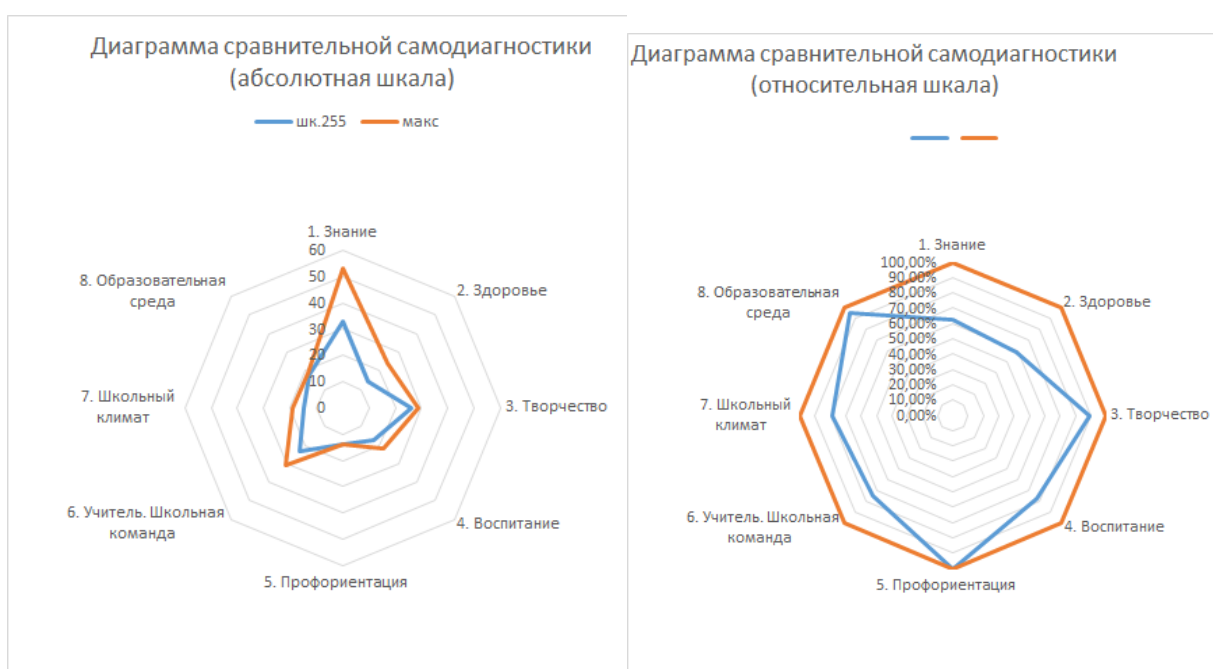 Диаграмма сравнительной самодиагностики
(абсолютная шкала)
шк.255 макс
1. Знание
60
50
40
30
20
10
0
2. Здоровье
3. Творчество
4. Воспитание
5. Профориентация
6. Учитель. Школьная
команда
7. Школьный
климат
8. Образовательная
среда
Диаграмма сравнительной самодиагностики
(относительная шкала)
1. Знание
100,00%
90,00%
80,00%
70,00%
60,00%
50,00%
40,00%
30,00%
20,00%
10,00%
0,00%
2. Здоровье
3. Творчество
4. Воспитание
5. Профориентация
6. Учитель. Школьная
команда
7. Школьный
климат
8. Образовательная
среда